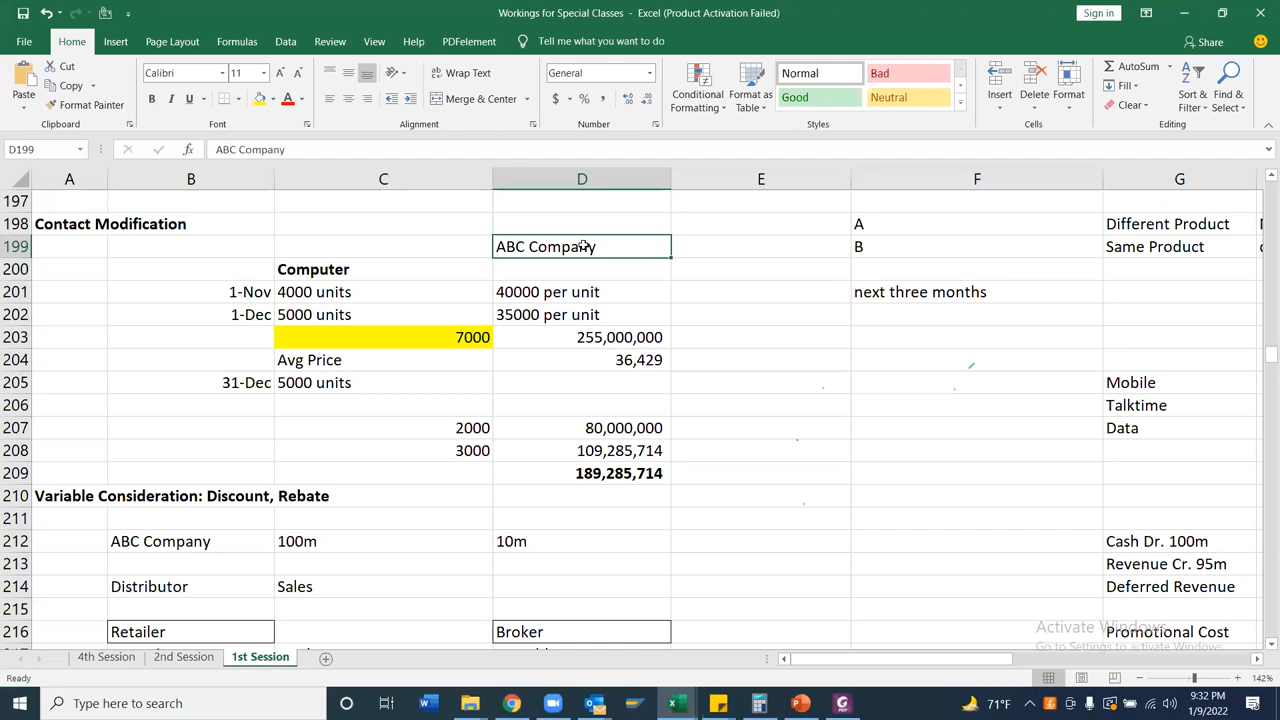 Workings for Special Classes - Excel (Product Activation Failed)
Sign in
File Home Insert Page Layout Formulas Data Review View Help PDFelement Tell me what you want to do Share
Cut
Copy
Format Painter
Paste
Clipboard
Calibri 11
B I U
Font
Wrap Text
Merge & Center
Alignment
General
$ % ,
Number
Conditional Formatting
Format as Table
Normal Bad
Good Neutral
Styles
Insert Delete Format
Cells
AutoSum
Fill
Clear
Sort & Filter
Find & Select
Editing
D199 fx ABC Company
A B C D E F G
197
198 Contact Modification A Different Product
199 ABC Company B Same Product
200 Computer
201 1-Nov 4000 units 40000 per unit next three months
202 1-Dec 5000 units 35000 per unit
203 7000 255,000,000
204 Avg Price 36,429
205 31-Dec 5000 units Mobile
206 Talktime
207 2000 80,000,000 Data
208 3000 109,285,714
209 189,285,714
210 Variable Consideration: Discount, Rebate
211
212 ABC Company 100m 10m Cash Dr. 100m
213 Revenue Cr. 95m
214 Distributor Sales Deferred Revenue
215
216 Retailer Broker Promotional Cost
Activate Windows
Go to Settings to activate Windows.
4th Session 2nd Session 1st Session
Ready 142%
Type here to search
71°F
9:32 PM
1/9/2022